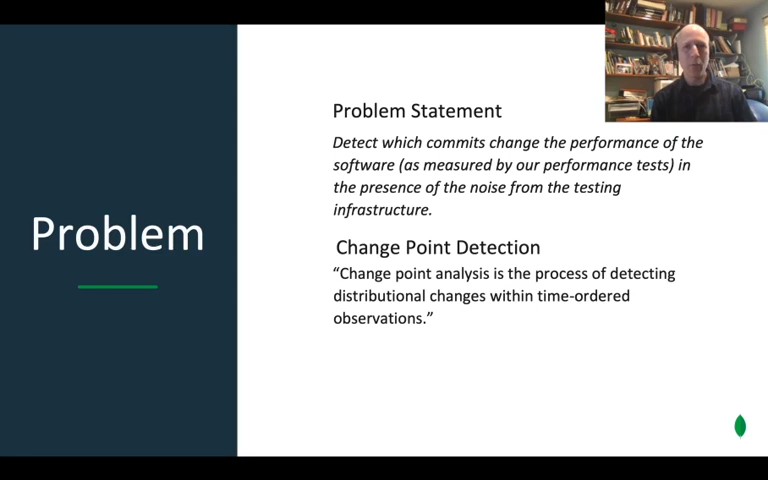 Problem
Problem Statement
Detect which commits change the performance of the
software (as measured by our performance tests) in
the presence of the noise from the testing
infrastructure.
Change Point Detection
“Change point analysis is the process of detecting
distributional changes within time-ordered
observations.”